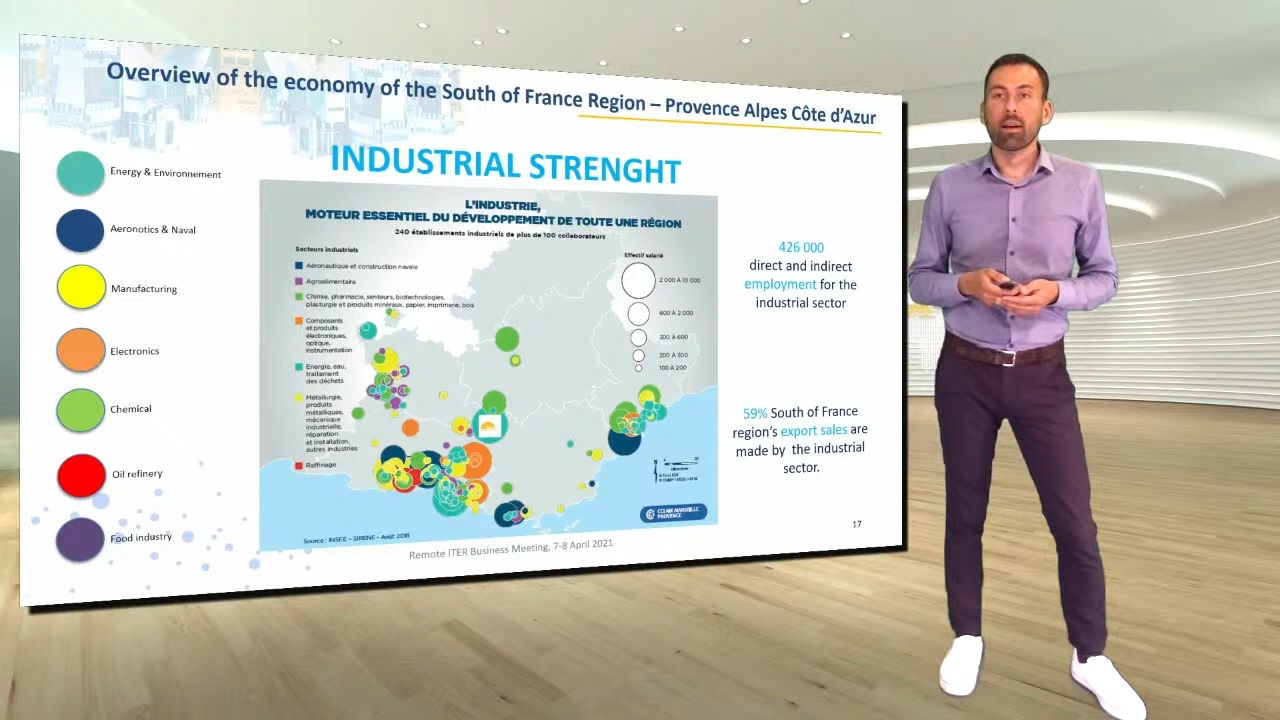 Overview of the economy of the South of France Region – Provence Alpes Côte d'Azur
INDUSTRIAL STRENGHT
Energy & Environnement
Aeronotics & Naval
Manufacturing
Electronics
Chemical
Oil refinery
Food industry
L'INDUSTRIE,
MOTEUR ESSENTIEL DU DÉVELOPPEMENT DE TOUTE UNE RÉGION
240 établissements industriels de plus de 100 collaborateurs
Secteurs industriels
Aéronautique et construction navale
Agroalimentaire
Chimie, pharmacie, senteurs, biotechnologies,
plasturgie et produits minéraux, papier, imprimerie, bois
Composants
et produits
électroniques,
optique,
instrumentation
Energie, eau,
traitement
des déchets
Métallurgie,
produits
métalliques,
mécanique
industrielle,
réparation
et installation,
autres industries
Raffinage
Effectif salarié
2 000 À 10 000
600 À 2 000
300 À 600
200 À 300
100 À 200
CCIAIX MARSEILLE
PROVENCE
Source : INSEE – SIRENE – Août 2018
426 000
direct and indirect
employment for the
industrial sector
59% South of France
region's export sales are
made by the industrial
sector.
17
Remote ITER Business Meeting, 7-8 April 2021